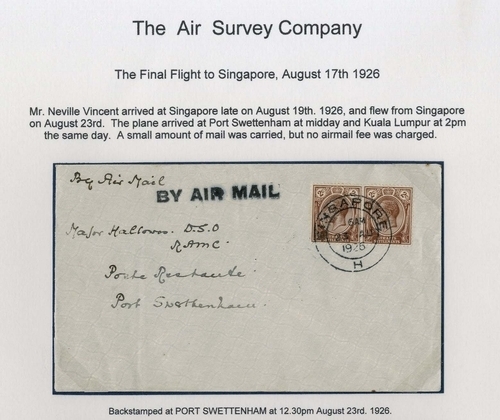 The Air Survey Company
The Final Flight to Singapore, August 17th 1926
Mr. Neville Vincent arrived at Singapore late on August 19th. 1926, and flew from Singapore
on August 23rd. The plane arrived at Port Swettenham at midday and Kuala Lumpur at 2pm
the same day. A small amount of mail was carried, but no airmail fee was charged.
By Air Mail
BY AIR MAIL
SINGAPORE
1926
H
Major Hallowes. D.S.O
R.A.M.C.
Poste Restante
Port Swettenham.
Backstamped at PORT SWETTENHAM at 12.30pm August 23rd. 1926.